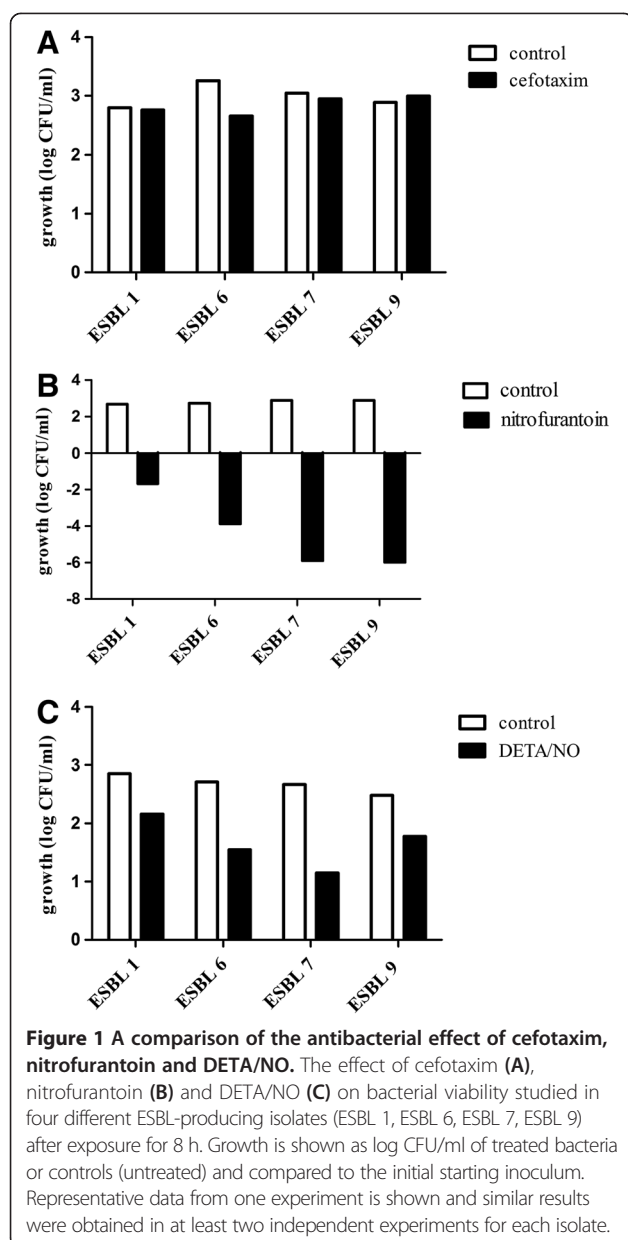 A
growth (log CFU/ml)
4
3
2
1
0
control
cefotaxim
ESBL 1
ESBL 6
ESBL 7
ESBL 9
B
growth (log CFU/ml)
4
2
0
-2
-4
-6
-8
control
nitrofurantoin
ESBL 1
ESBL 6
ESBL 7
ESBL 9
C
growth (log CFU/ml)
4
3
2
1
0
control
DETA/NO
ESBL 1
ESBL 6
ESBL 7
ESBL 9
Figure 1 A comparison of the antibacterial effect of cefotaxim,
nitrofurantoin and DETA/NO. The effect of cefotaxim (A),
nitrofurantoin (B) and DETA/NO (C) on bacterial viability studied in
four different ESBL-producing isolates (ESBL 1, ESBL 6, ESBL 7, ESBL 9)
after exposure for 8 h. Growth is shown as log CFU/ml of treated bacteria
or controls (untreated) and compared to the initial starting inoculum.
Representative data from one experiment is shown and similar results
were obtained in at least two independent experiments for each isolate.